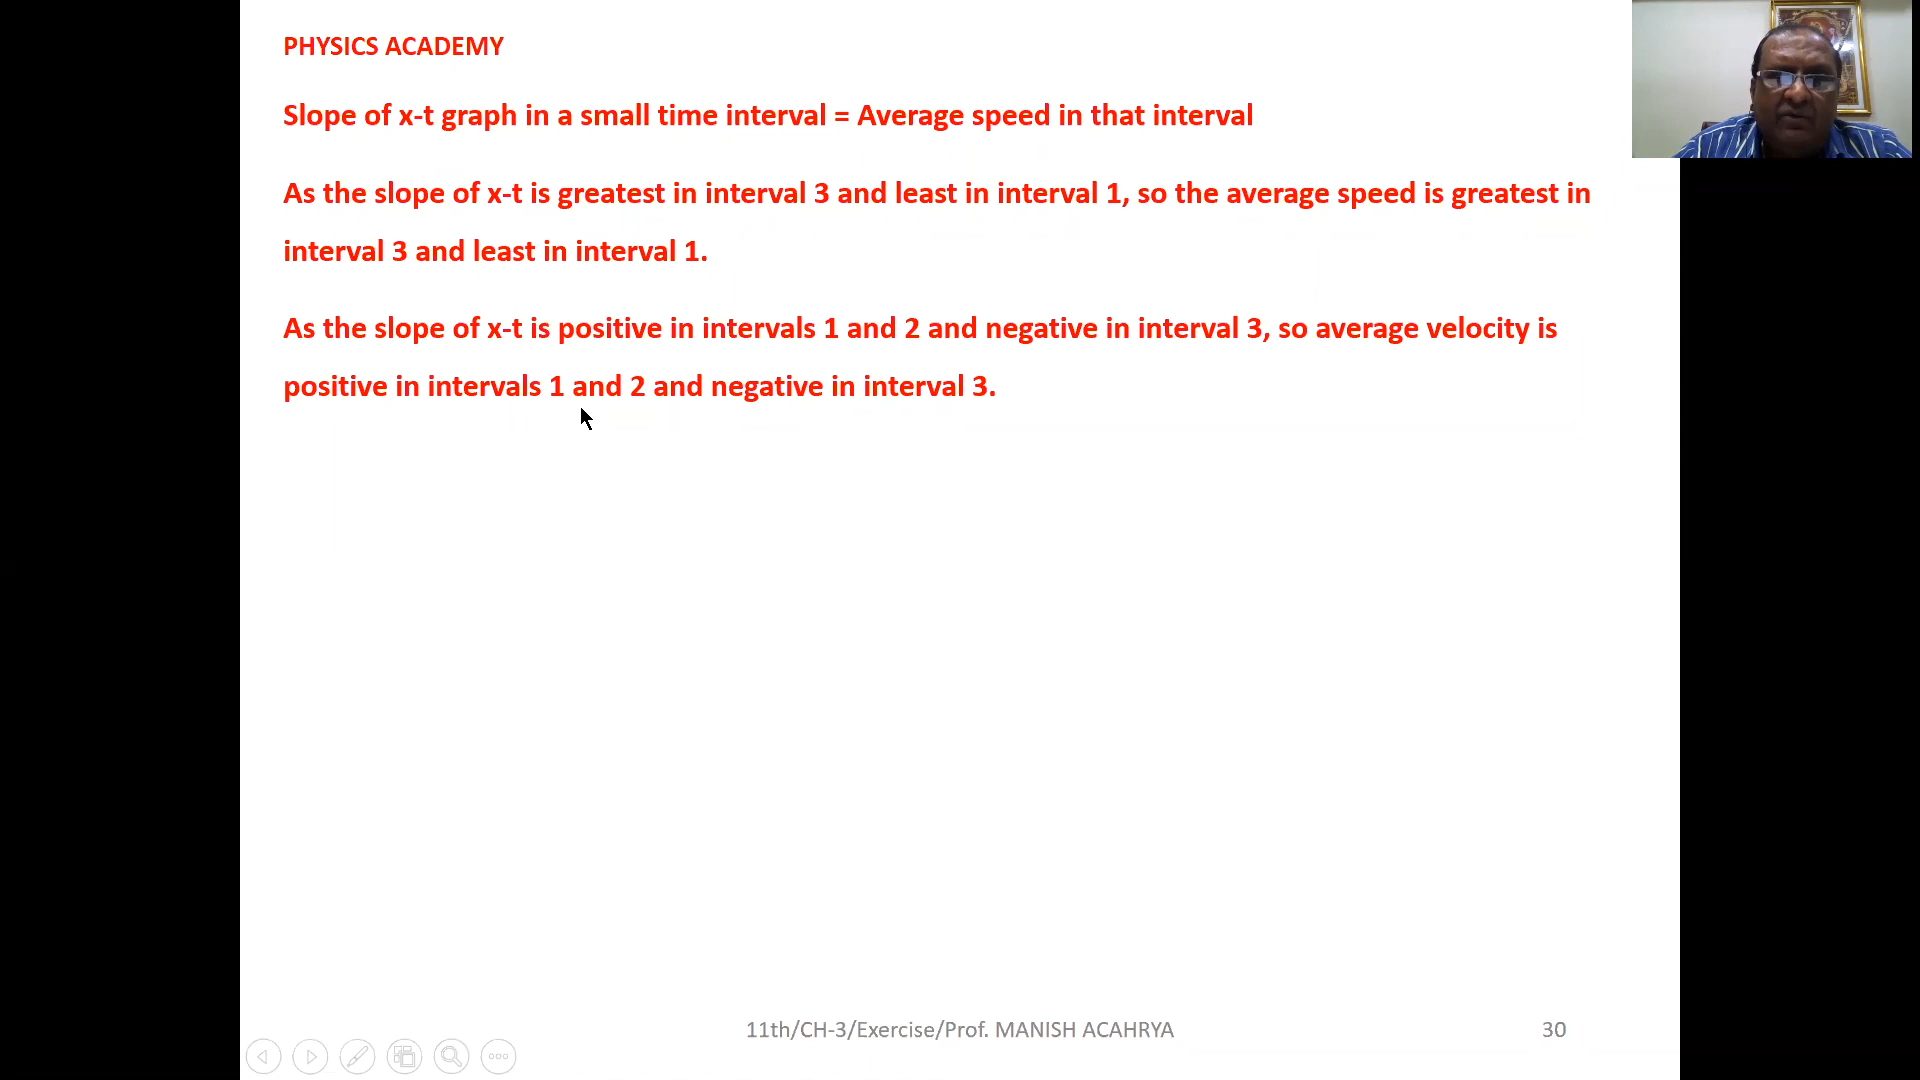 PHYSICS ACADEMY
Slope of x-t graph in a small time interval = Average speed in that interval
As the slope of x-t is greatest in interval 3 and least in interval 1, so the average speed is greatest in
interval 3 and least in interval 1.
As the slope of x-t is positive in intervals 1 and 2 and negative in interval 3, so average velocity is
positive in intervals 1 and 2 and negative in interval 3.
11th/CH-3/Exercise/Prof. MANISH ACAHRYA
30